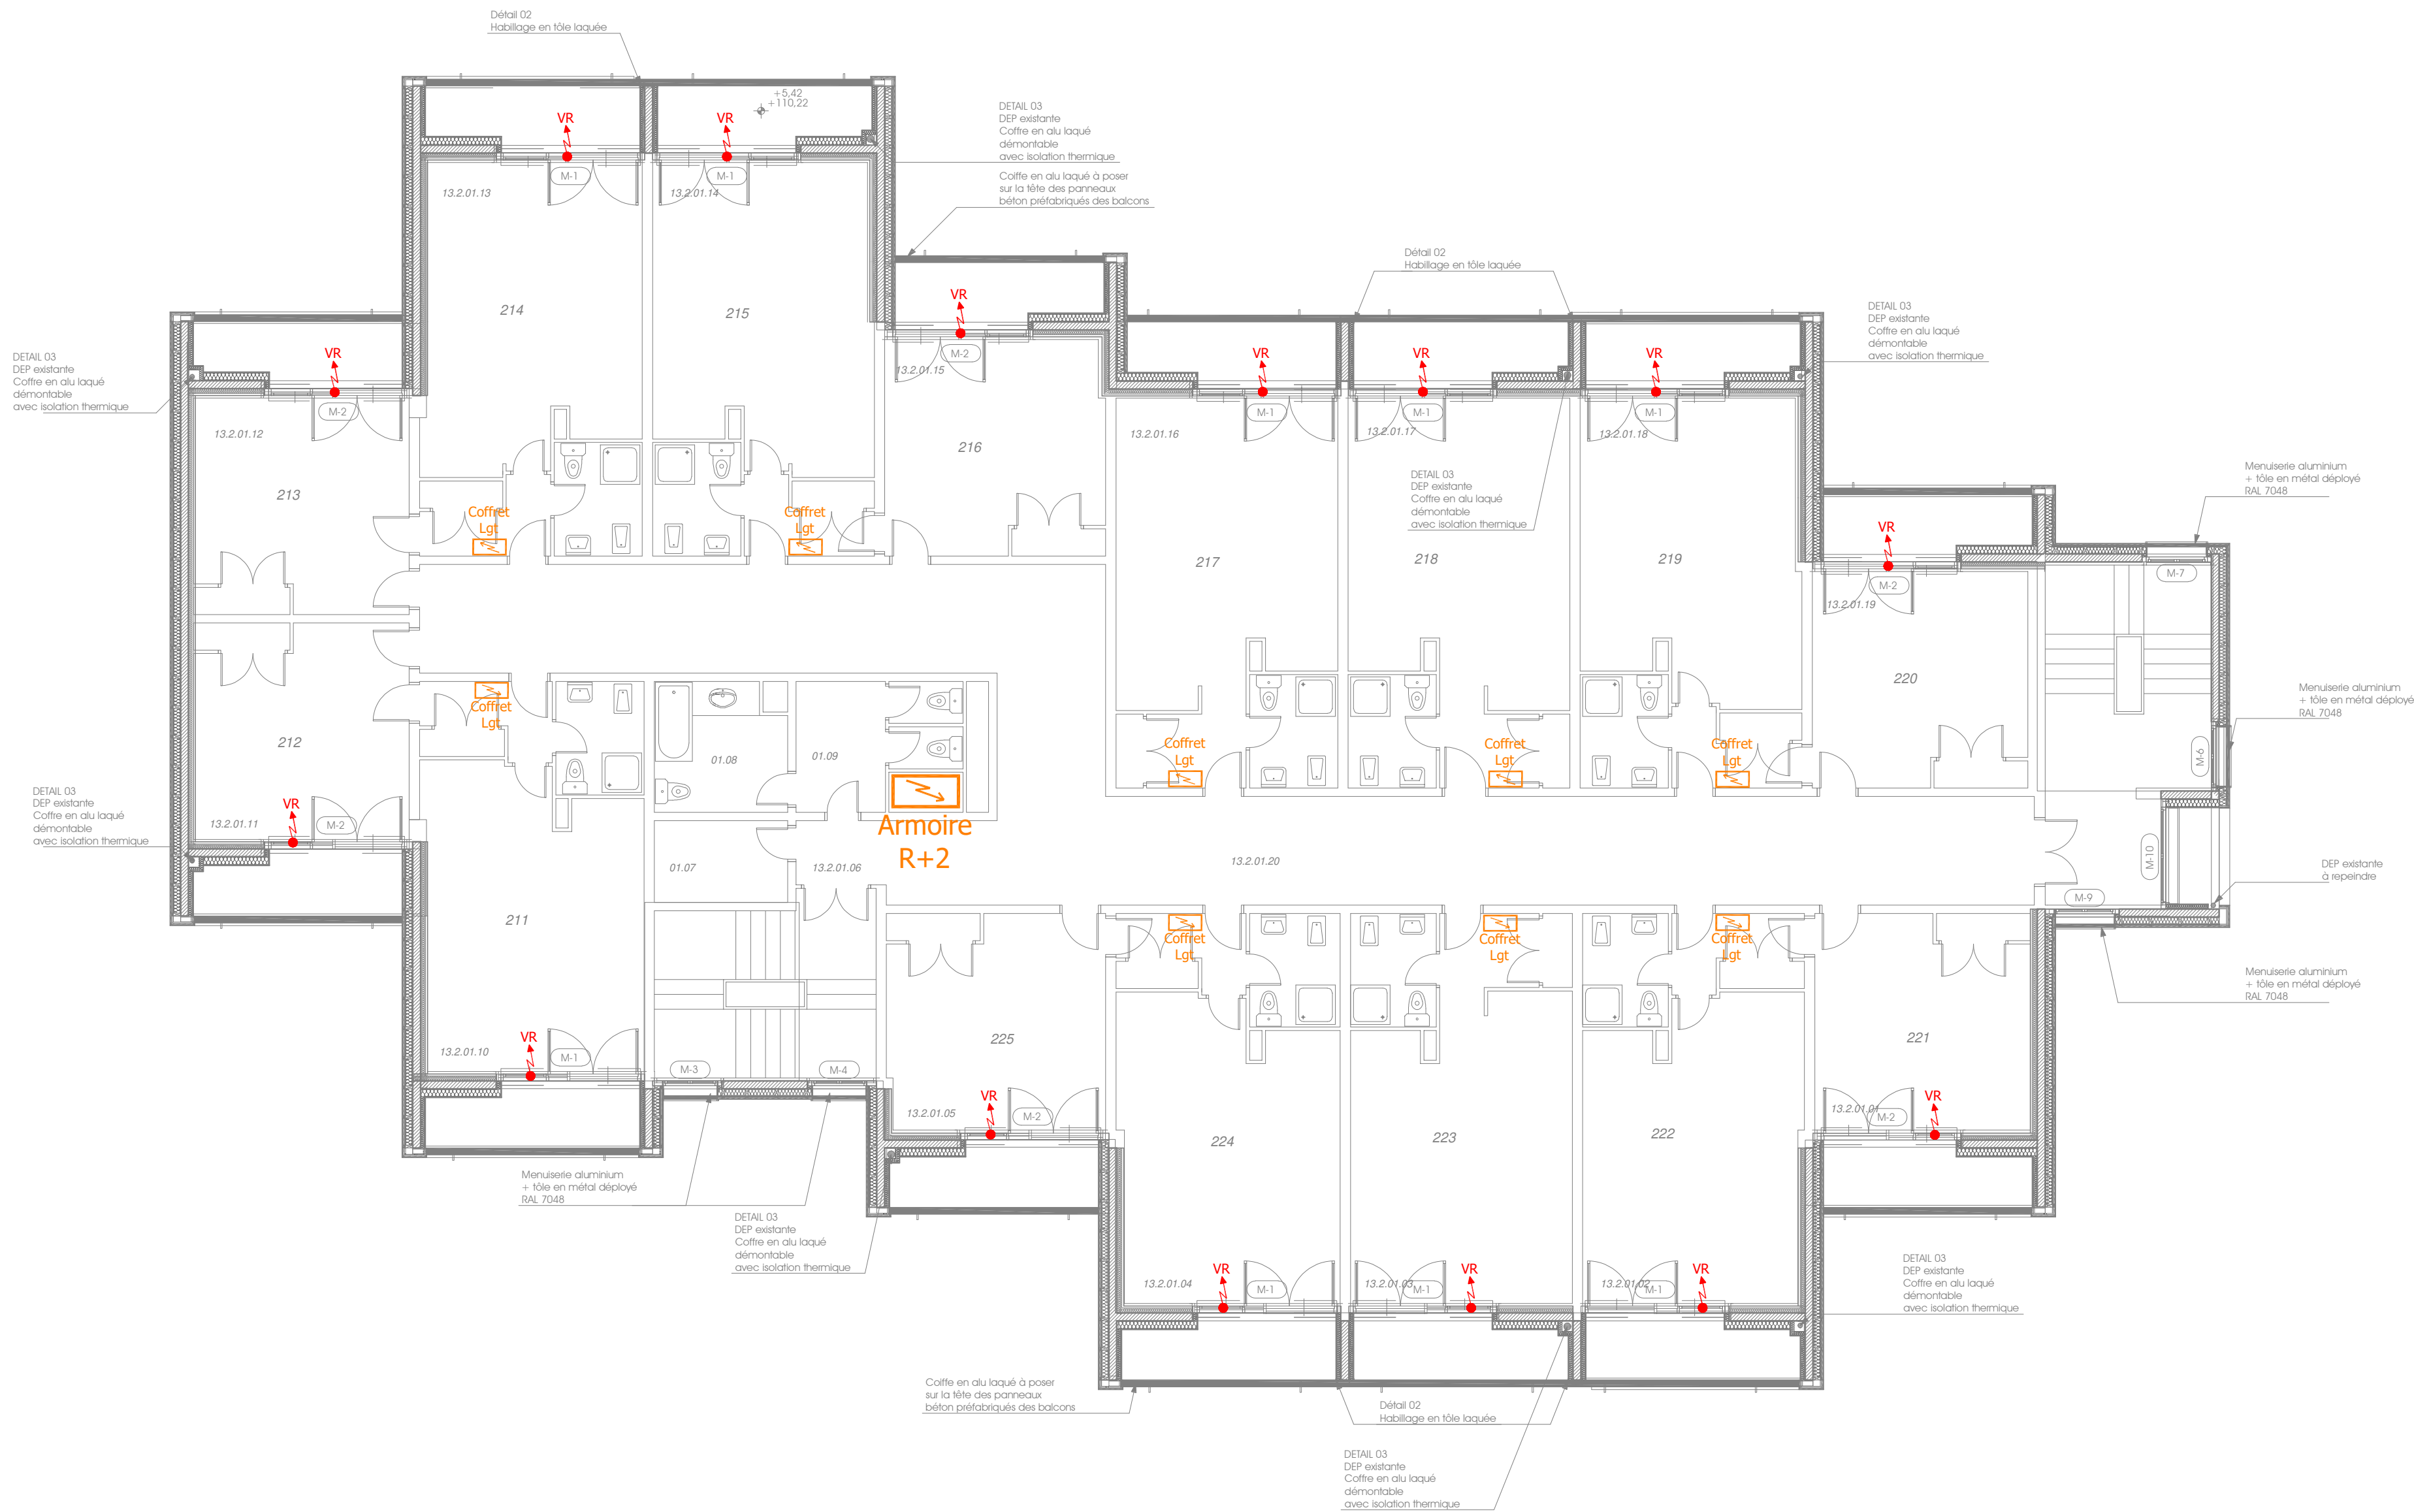 Détail 02
Habillage en tôle laquée
+5,42
+110,22
DETAIL 03
DEP existante
Coffre en alu laqué
démontable
avec isolation thermique
Coiffe en alu laqué à poser
sur la tête des panneaux
béton préfabriqués des balcons
VR
VR
M-1
M-1
13.2.01.13
13.2.01.14
Détail 02
Habillage en tôle laquée
VR
M-2
13.2.01.15
214
215
DETAIL 03
DEP existante
Coffre en alu laqué
démontable
avec isolation thermique
DETAIL 03
DEP existante
Coffre en alu laqué
démontable
avec isolation thermique
VR
M-2
13.2.01.12
213
216
VR
VR
VR
M-1
M-1
M-1
13.2.01.16
13.2.01.17
13.2.01.18
DETAIL 03
DEP existante
Coffre en alu laqué
démontable
avec isolation thermique
Menuiserie aluminium
+ tôle en métal déployé
RAL 7048
Coffret
Lgt
Coffret
Lgt
217
218
219
VR
M-2
13.2.01.19
M-7
220
Menuiserie aluminium
+ tôle en métal déployé
RAL 7048
M-6
Coffret
Lgt
212
01.08
01.09
Coffret
Lgt
Coffret
Lgt
Coffret
Lgt
DETAIL 03
DEP existante
Coffre en alu laqué
démontable
avec isolation thermique
VR
M-2
13.2.01.11
Armoire
R+2
01.07
13.2.01.06
13.2.01.20
M-10
DEP existante
à repeindre
M-9
211
Coffret
Lgt
Coffret
Lgt
Coffret
Lgt
Menuiserie aluminium
+ tôle en métal déployé
RAL 7048
225
221
VR
M-1
13.2.01.10
M-3
M-4
VR
M-2
13.2.01.05
VR
M-2
13.2.01.01
224
223
222
Menuiserie aluminium
+ tôle en métal déployé
RAL 7048
DETAIL 03
DEP existante
Coffre en alu laqué
démontable
avec isolation thermique
VR
VR
VR
M-1
M-1
M-1
13.2.01.04
13.2.01.03
13.2.01.02
DETAIL 03
DEP existante
Coffre en alu laqué
démontable
avec isolation thermique
Coiffe en alu laqué à poser
sur la tête des panneaux
béton préfabriqués des balcons
Détail 02
Habillage en tôle laquée
DETAIL 03
DEP existante
Coffre en alu laqué
démontable
avec isolation thermique